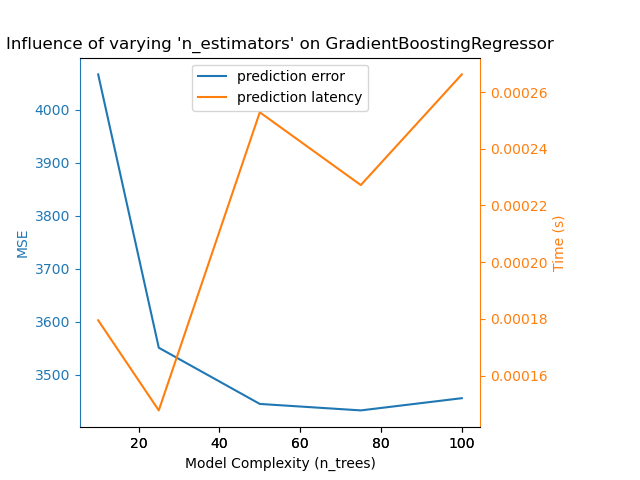 Influence of varying 'n_estimators' on GradientBoostingRegressor
prediction error
prediction latency
4000
3900
3800
3700
3600
3500
MSE
0.00026
0.00024
0.00022
0.00020
0.00018
0.00016
Time (s)
20 40 60 80 100
Model Complexity (n_trees)